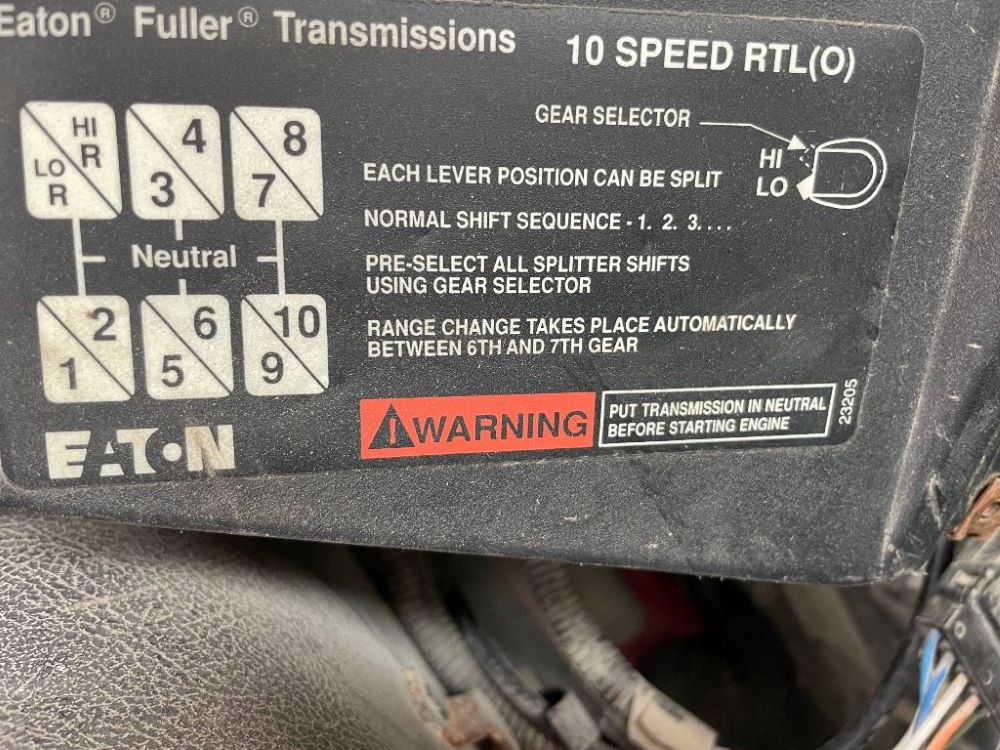 Eaton® Fuller® Transmissions
10 SPEED RTL(O)
HI
R
LO
R
4
3
8
7
Neutral
2
1
6
5
10
9
EATON
GEAR SELECTOR
HI
LO
EACH LEVER POSITION CAN BE SPLIT
NORMAL SHIFT SEQUENCE - 1. 2. 3. . . .
PRE-SELECT ALL SPLITTER SHIFTS
USING GEAR SELECTOR
RANGE CHANGE TAKES PLACE AUTOMATICALLY
BETWEEN 6TH AND 7TH GEAR
WARNING
PUT TRANSMISSION IN NEUTRAL
BEFORE STARTING ENGINE
23205